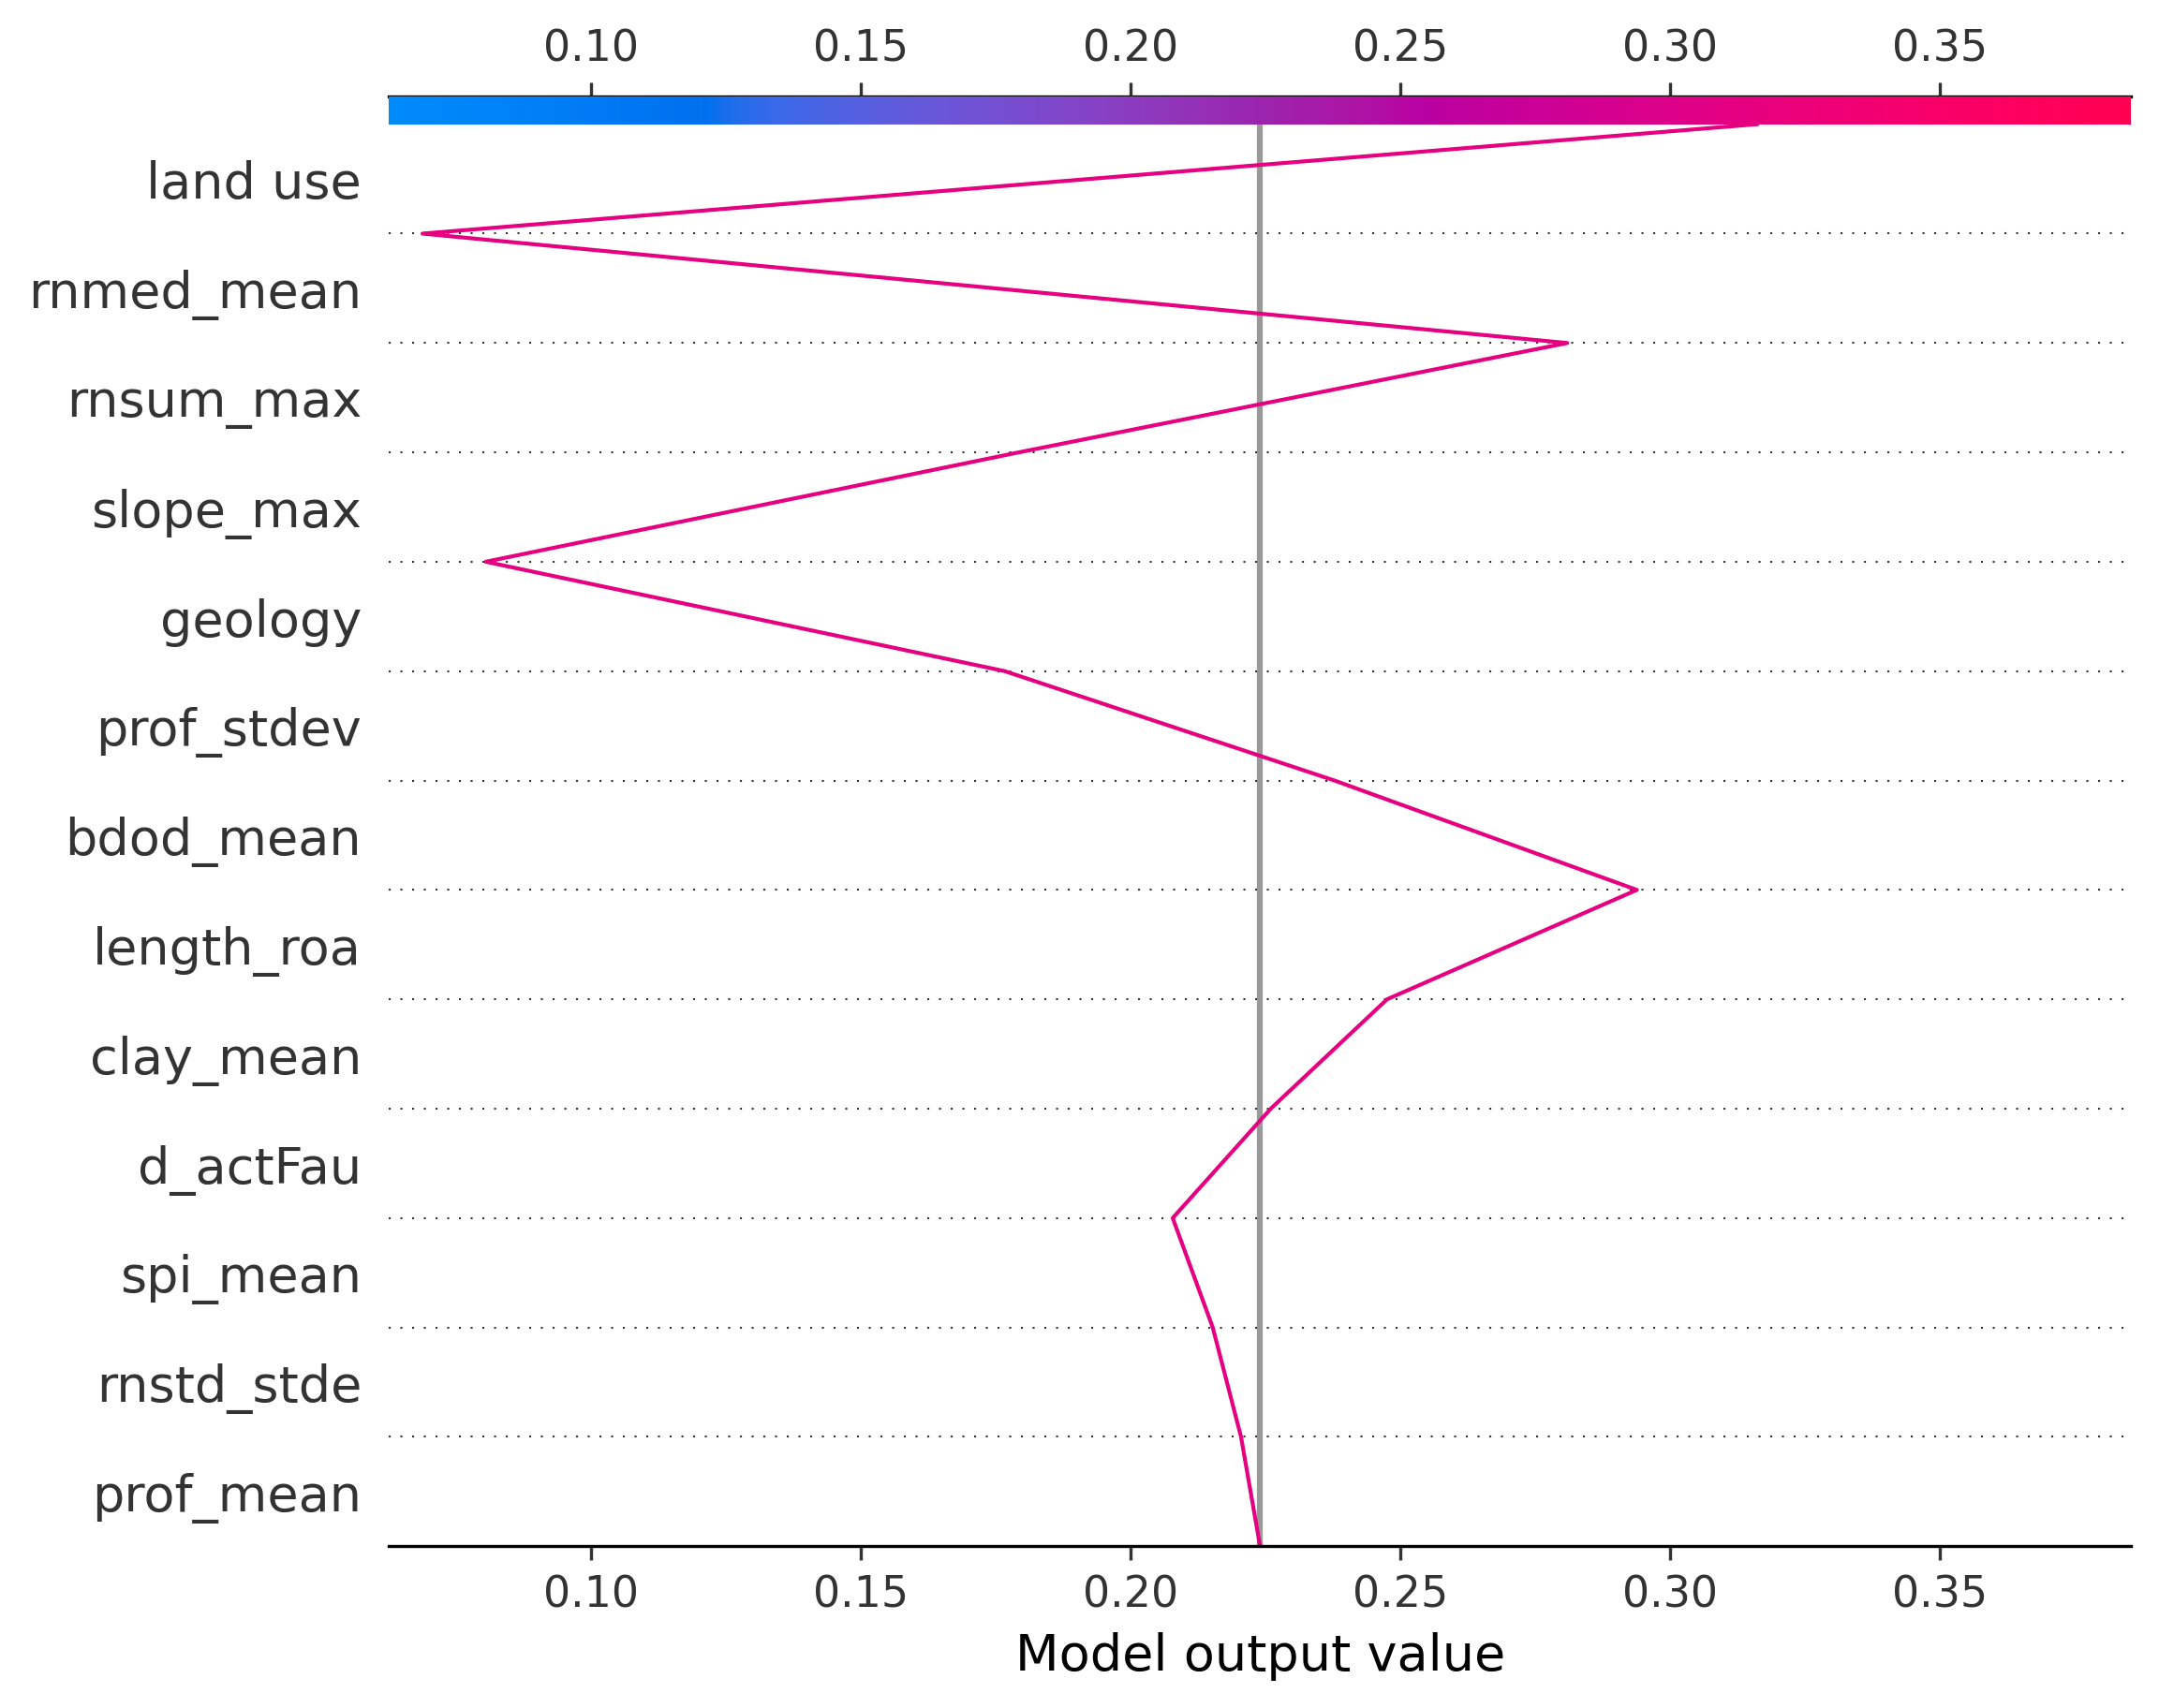 0.10 0.15 0.20 0.25 0.30 0.35
land use
rnmed_mean
rnsum_max
slope_max
geology
prof_stdev
bdod_mean
length_roa
clay_mean
d_actFau
spi_mean
rnstd_stde
prof_mean
0.10 0.15 0.20 0.25 0.30 0.35
Model output value